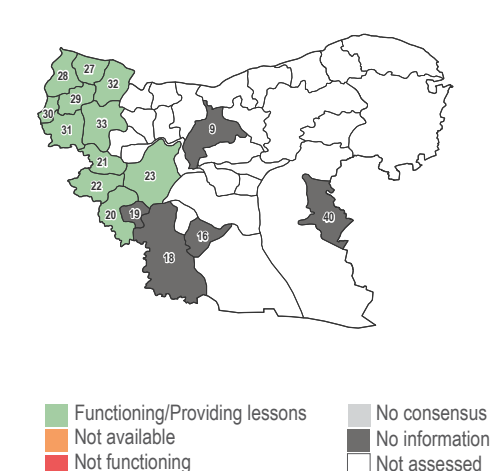 27
28
32
29
30
9
33
31
21
23
22
20
19
40
16
18
Functioning/Providing lessons
Not available
Not functioning
No consensus
No information
Not assessed